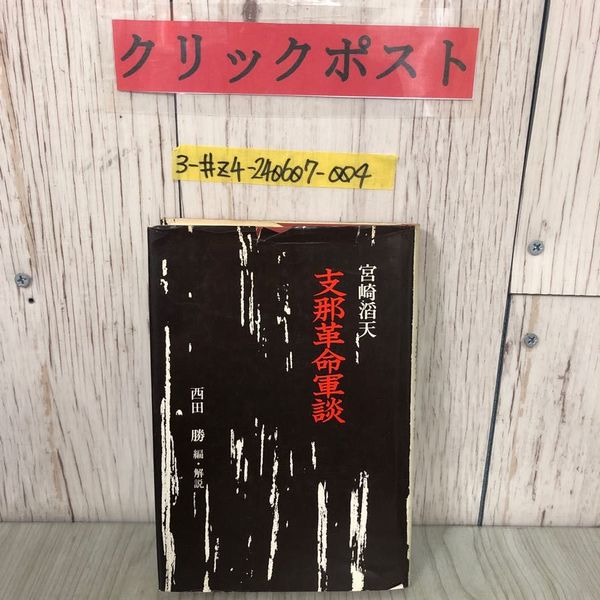 クリックポスト
3-#Z4-240607-004
宮崎滔天
支那革命軍談
西田 勝 編・解説